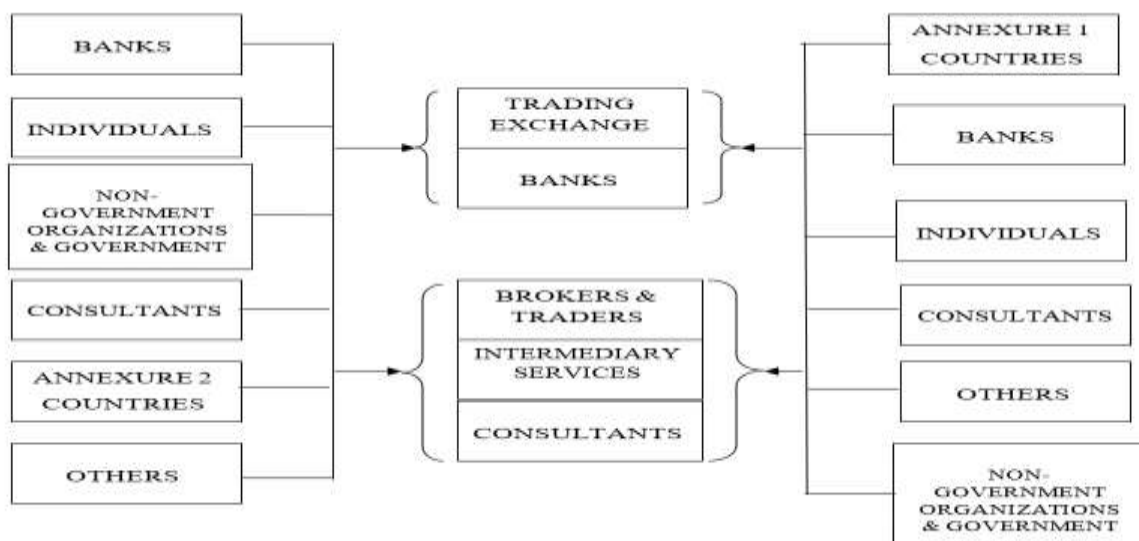 BANKS
INDIVIDUALS
NON-
GOVERNMENT
ORGANIZATIONS
& GOVERNMENT
CONSULTANTS
ANNEXURE 2
COUNTRIES
OTHERS
TRADING
EXCHANGE
BANKS
BROKERS &
TRADERS
INTERMEDIARY
SERVICES
CONSULTANTS
ANNEXURE 1
COUNTRIES
BANKS
INDIVIDUALS
CONSULTANTS
OTHERS
NON-
GOVERNMENT
ORGANIZATIONS
& GOVERNMENT